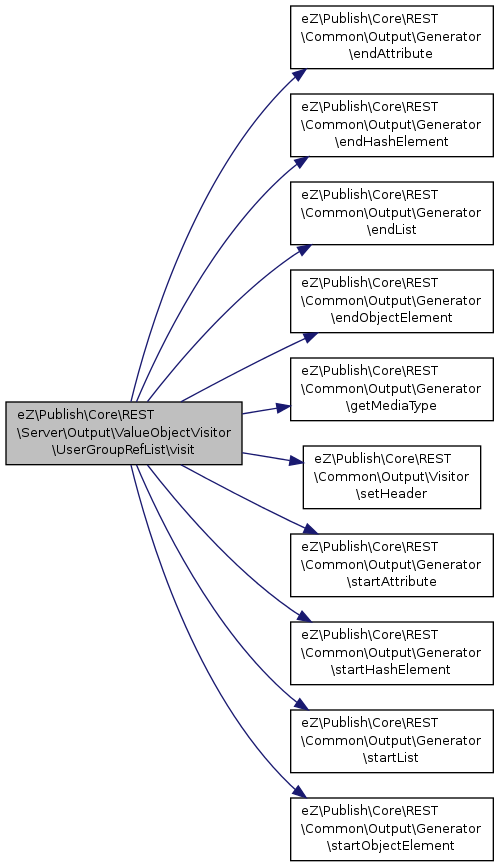 eZ\Publish\Core\REST
\Common\Output\Generator
\endAttribute
eZ\Publish\Core\REST
\Common\Output\Generator
\endHashElement
eZ\Publish\Core\REST
\Common\Output\Generator
\endList
eZ\Publish\Core\REST
\Common\Output\Generator
\endObjectElement
eZ\Publish\Core\REST
\Common\Output\Generator
\getMediaType
eZ\Publish\Core\REST
\Server\Output\ValueObjectVisitor
\UserGroupRefList\visit
eZ\Publish\Core\REST
\Common\Output\Visitor
\setHeader
eZ\Publish\Core\REST
\Common\Output\Generator
\startAttribute
eZ\Publish\Core\REST
\Common\Output\Generator
\startHashElement
eZ\Publish\Core\REST
\Common\Output\Generator
\startList
eZ\Publish\Core\REST
\Common\Output\Generator
\startObjectElement